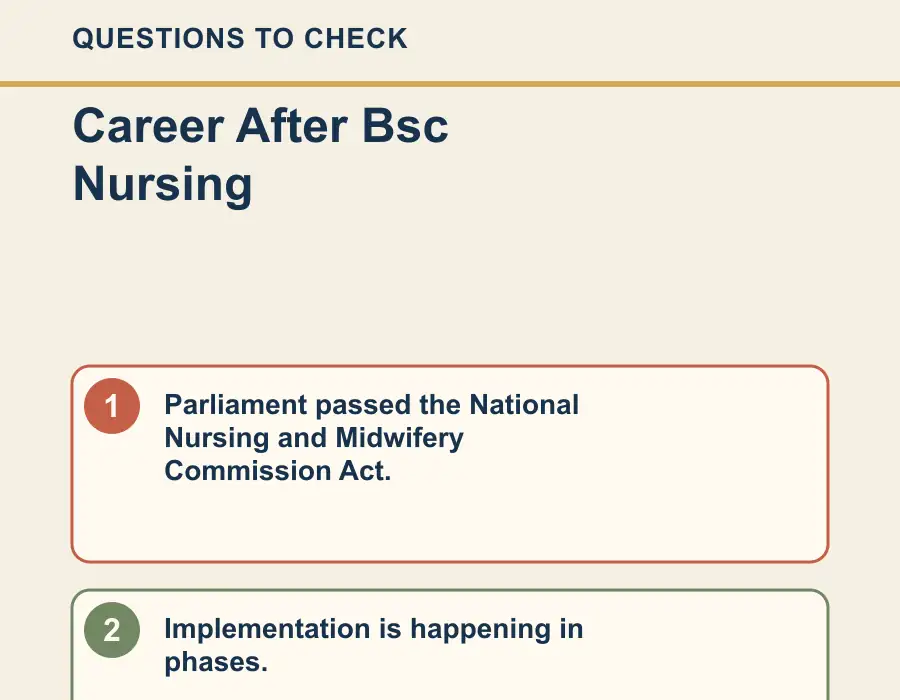 QUESTIONS TO CHECK
Career After Bsc
Nursing
1
Parliament passed the National
Nursing and Midwifery
Commission Act.
2
Implementation is happening in
phases.